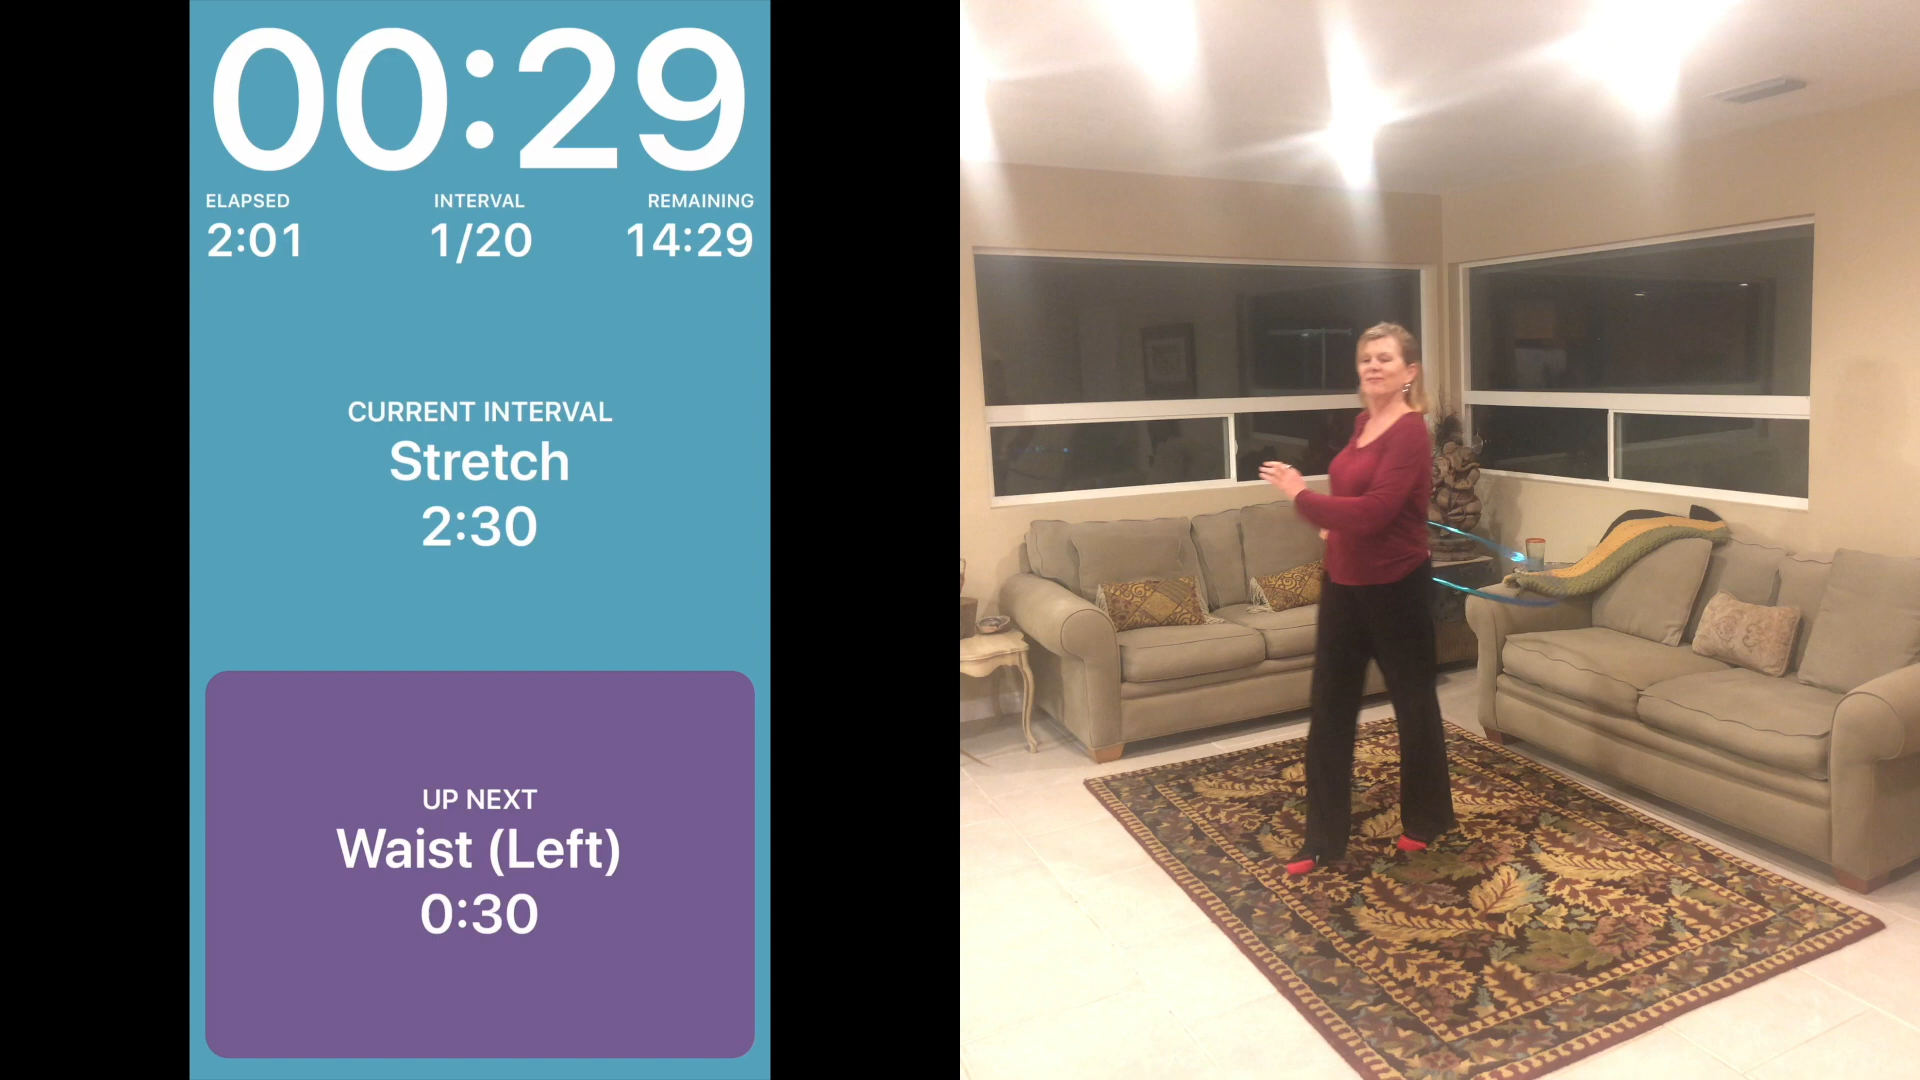 00:29
ELAPSED INTERVAL REMAINING
2:01 1/20 14:29
CURRENT INTERVAL
Stretch
2:30
UP NEXT
Waist (Left)
0:30